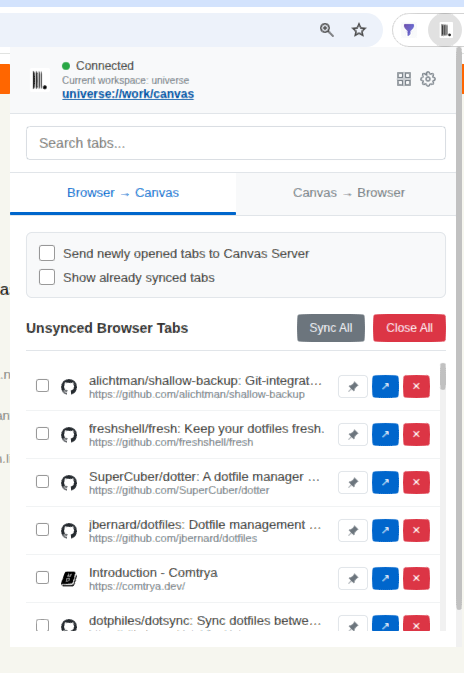 Connected
Current workspace: universe
universe://work/canvas
Search tabs...
Browser → Canvas
Canvas → Browser
Send newly opened tabs to Canvas Server
Show already synced tabs
Unsynced Browser Tabs
Sync All
Close All
alichtman/shallow-backup: Git-integrat…
https://github.com/alichtman/shallow-backup
freshshell/fresh: Keep your dotfiles fresh.
https://github.com/freshshell/fresh
SuperCuber/dotter: A dotfile manager …
https://github.com/SuperCuber/dotter
jbernard/dotfiles: Dotfile management …
https://github.com/jbernard/dotfiles
Introduction - Comtrya
https://comtrya.dev/
dotphiles/dotsync: Sync dotfiles betwe…